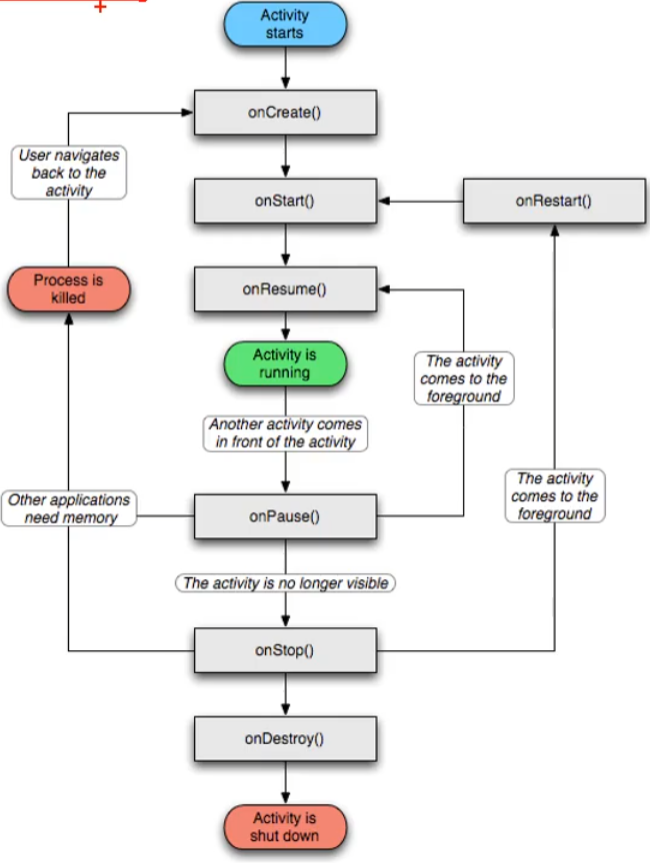 Activity
starts
onCreate()
User navigates
back to the
activity
onStart()
onRestart()
Process is
killed
onResume()
Activity is
running
The activity
comes to the
foreground
Another activity comes
in front of the activity
The activity
comes to the
foreground
Other applications
need memory
onPause()
The activity is no longer visible
onStop()
onDestroy()
Activity is
shut down